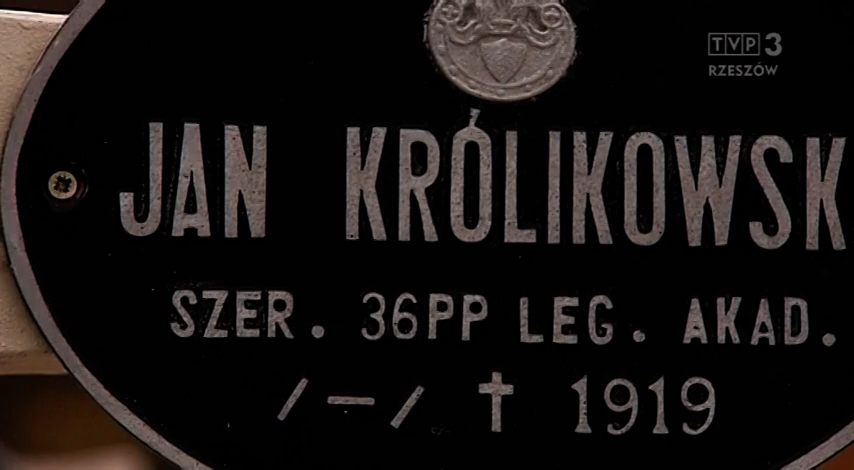 TVP3
RZESZÓW
JAN KRÓLIKOWSK
SZER. 36PP LEG. AKAD.
/—/ ✝ 1919